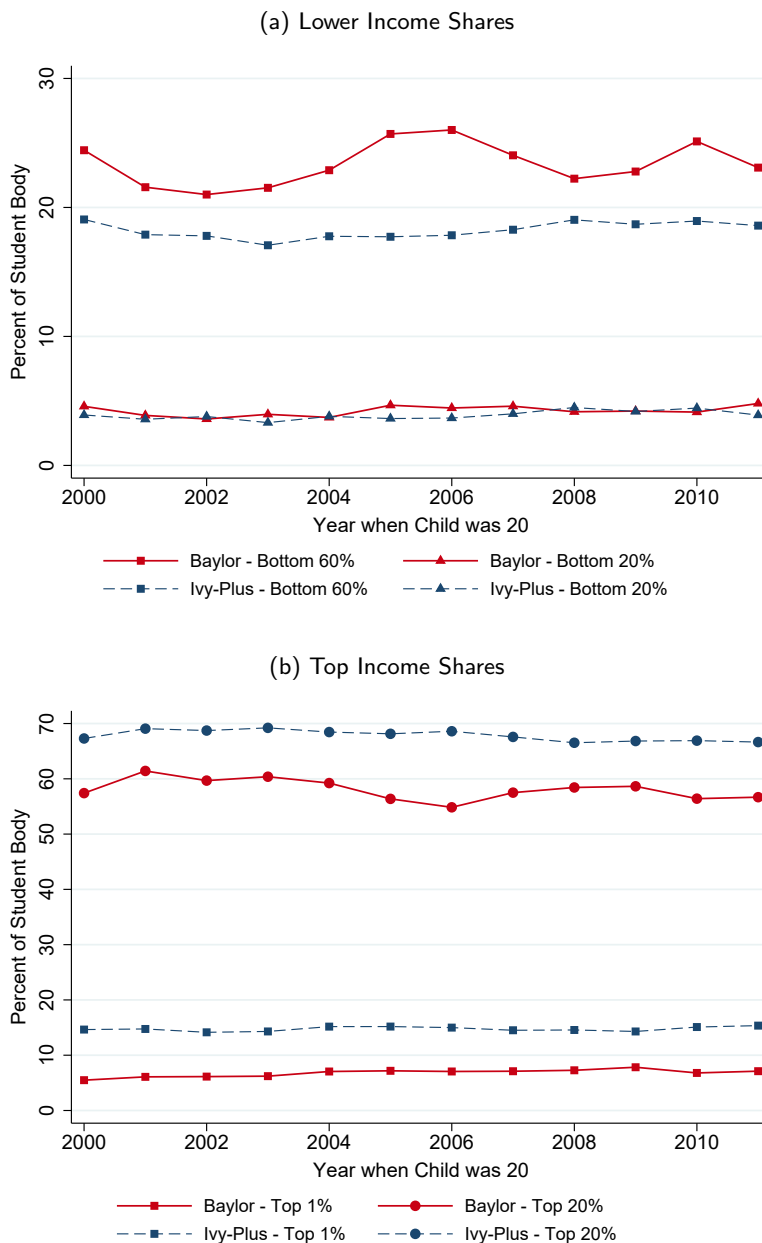 (a) Lower Income Shares
30
20
10
0
Percent of Student Body
2000 2002 2004 2006 2008 2010
Year when Child was 20
Baylor - Bottom 60% Baylor - Bottom 20%
Ivy-Plus - Bottom 60% Ivy-Plus - Bottom 20%
(b) Top Income Shares
70
60
50
40
30
20
10
0
Percent of Student Body
2000 2002 2004 2006 2008 2010
Year when Child was 20
Baylor - Top 1% Baylor - Top 20%
Ivy-Plus - Top 1% Ivy-Plus - Top 20%